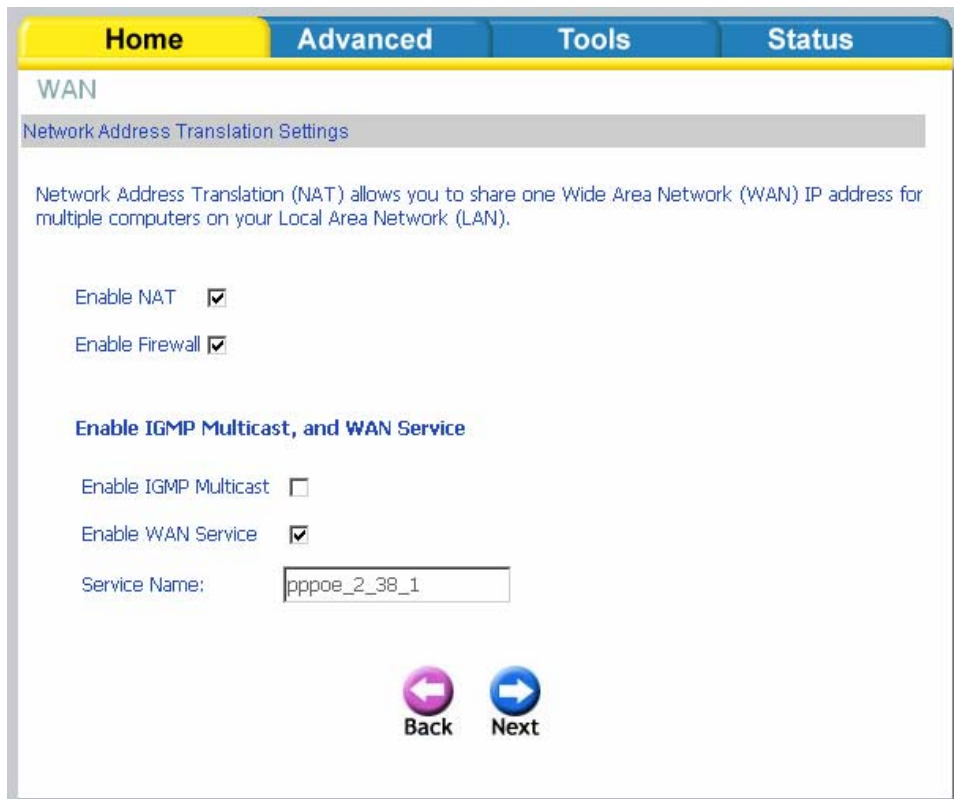 Home Advanced Tools Status
WAN
Network Address Translation Settings
Network Address Translation (NAT) allows you to share one Wide Area Network (WAN) IP address for
multiple computers on your Local Area Network (LAN).
Enable NAT
Enable Firewall
Enable IGMP Multicast, and WAN Service
Enable IGMP Multicast
Enable WAN Service
Service Name: pppoe_2_38_1
Back Next